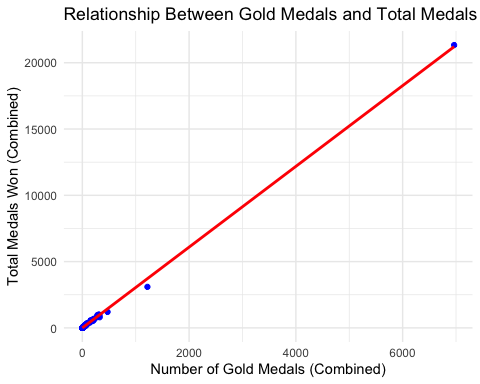 Relationship Between Gold Medals and Total Medals
Total Medals Won (Combined)
20000
15000
10000
5000
0
0 2000 4000 6000
Number of Gold Medals (Combined)